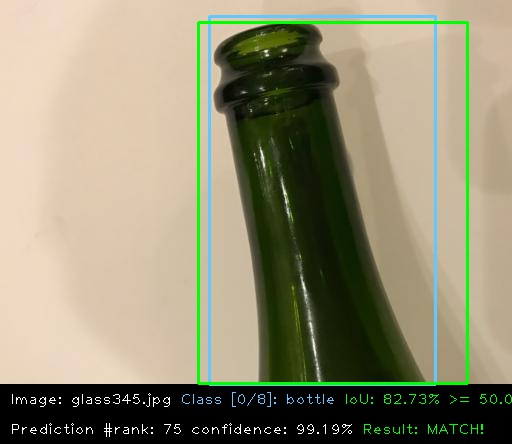 Image: glass345.jpg Class [0/8]: bottle IoU: 82.73% >= 50.0
Prediction #rank: 75 confidence: 99.19% Result: MATCH!